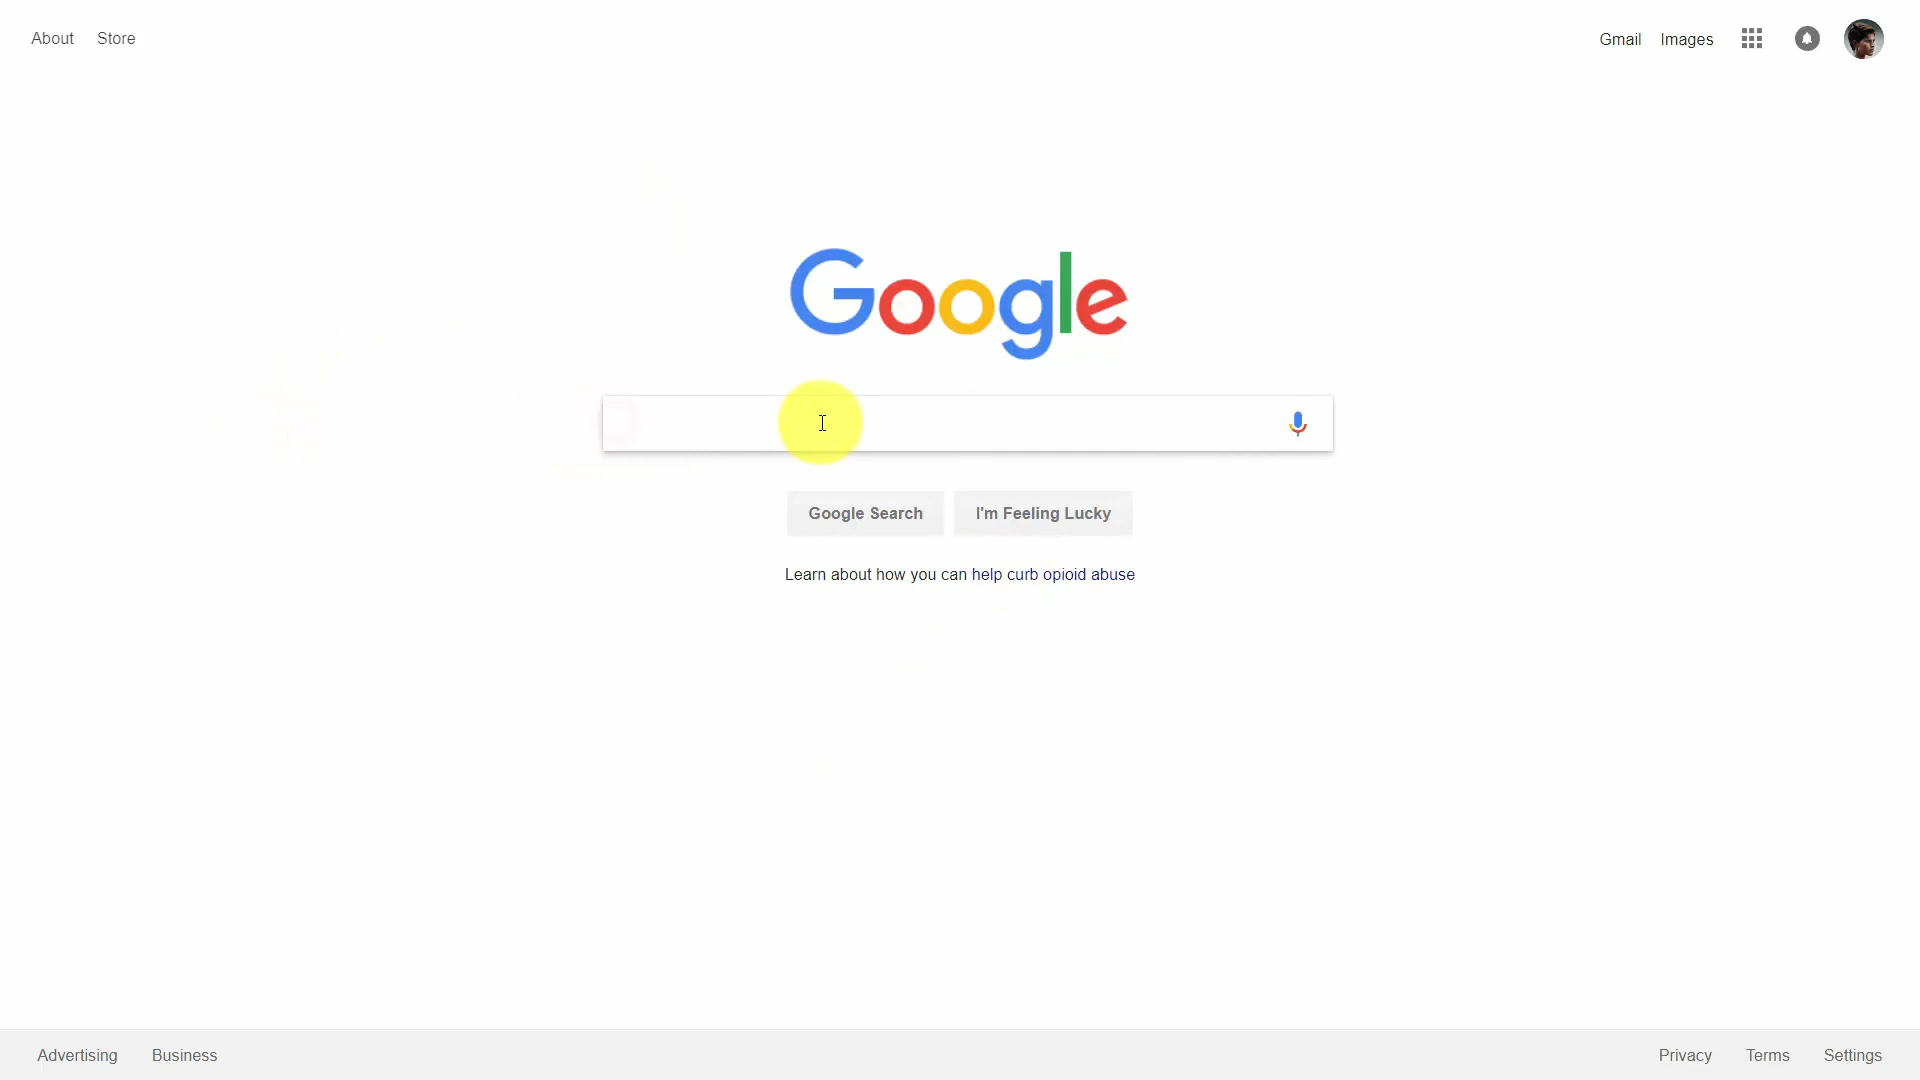 About Store
Gmail Images
Google
Google Search I'm Feeling Lucky
Learn about how you can help curb opioid abuse
Advertising Business
Privacy Terms Settings